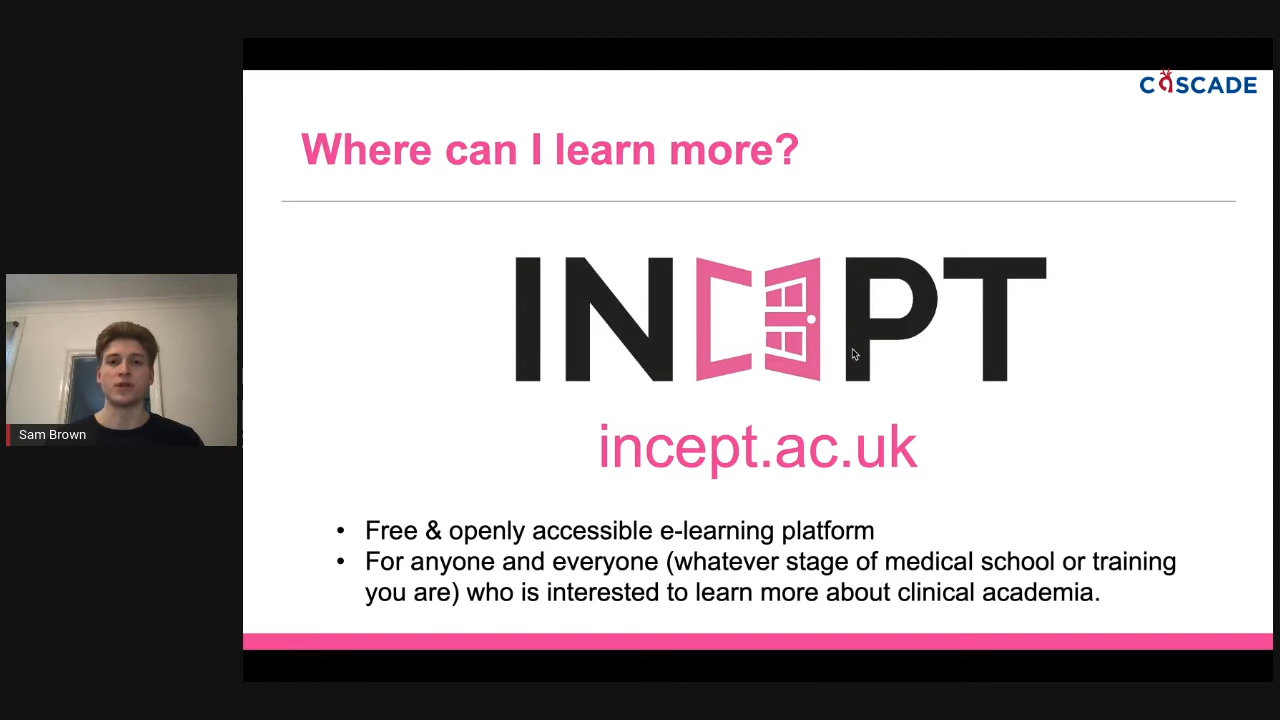 CASCADE
Where can I learn more?
INCEPT
incept.ac.uk
Sam Brown
• Free & openly accessible e-learning platform
• For anyone and everyone (whatever stage of medical school or training
you are) who is interested to learn more about clinical academia.